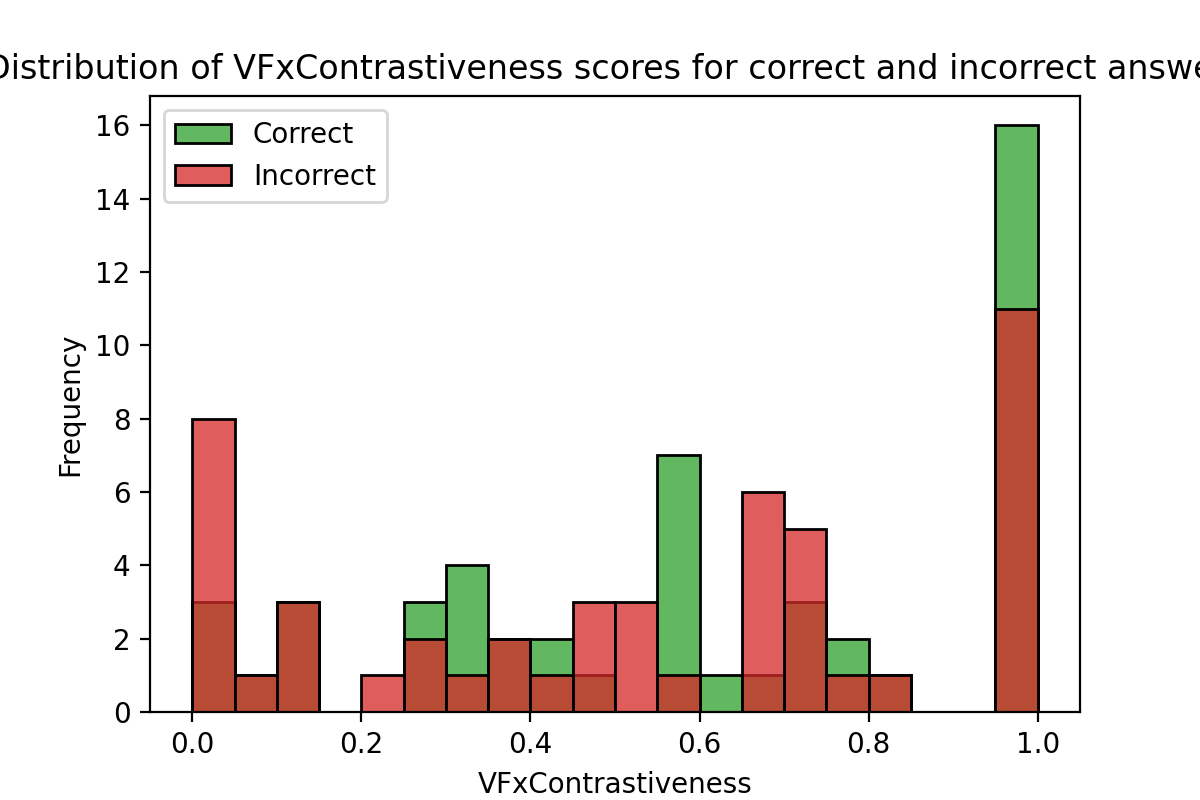 Distribution of VFxContrastiveness scores for correct and incorrect answe
Correct
Incorrect
16
14
12
10
8
6
4
2
0
Frequency
0.0 0.2 0.4 0.6 0.8 1.0
VFxContrastiveness